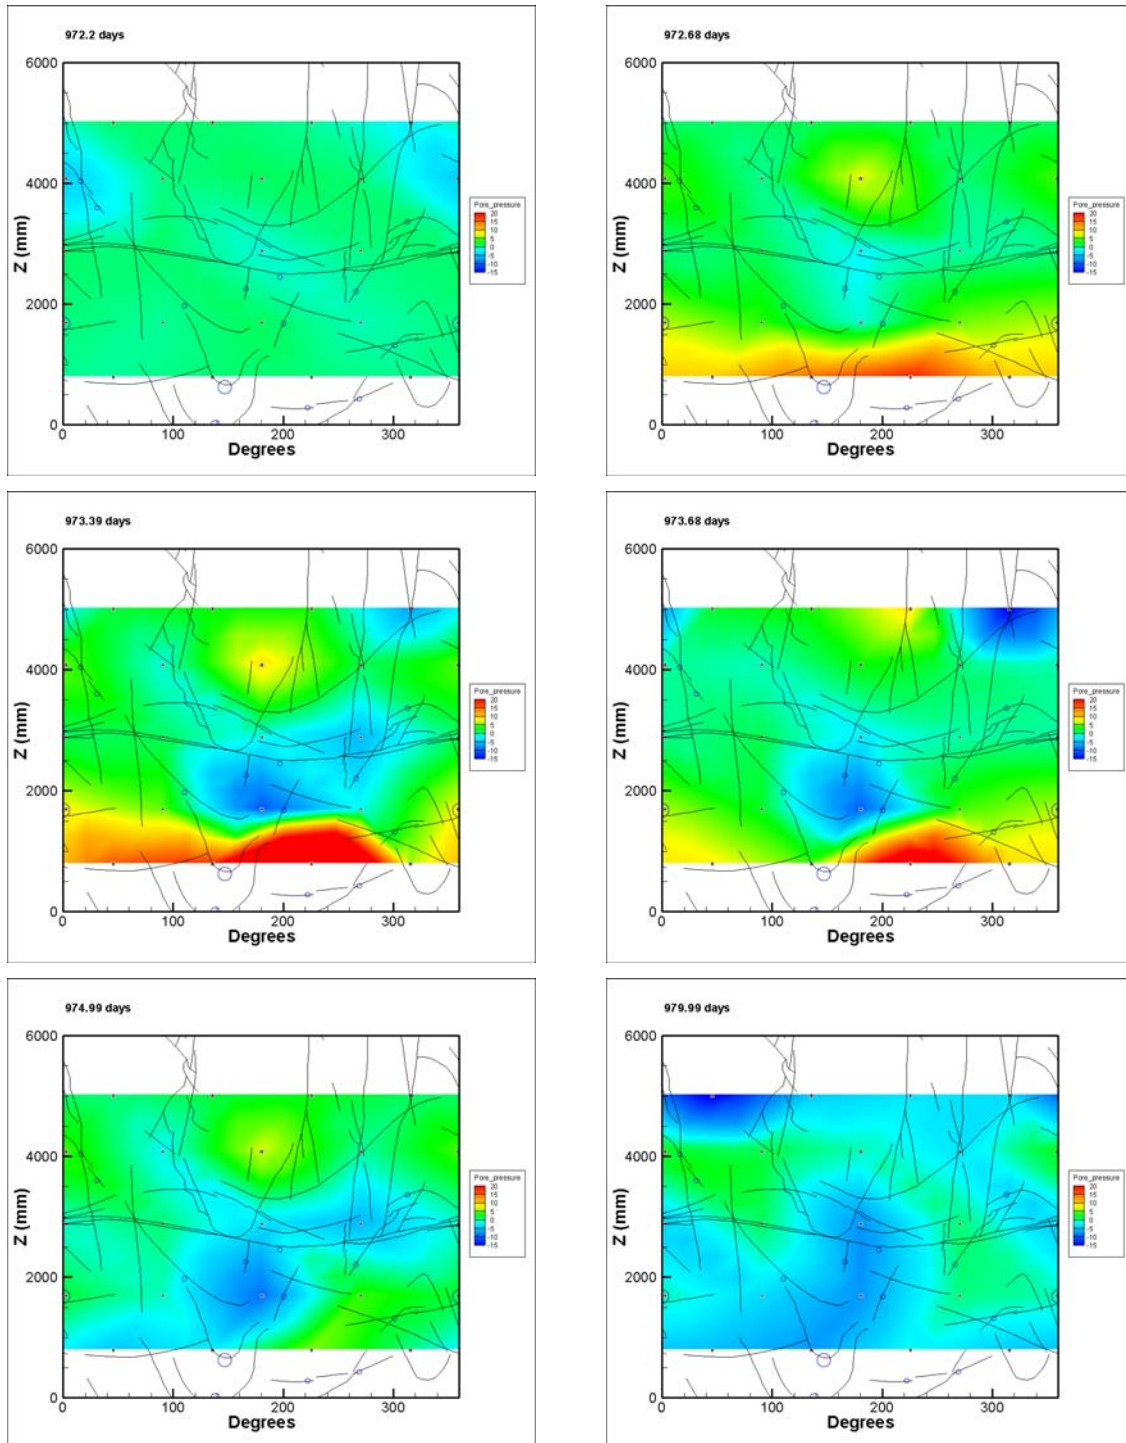 972.2 days
6000
4000
2000
0
Z (mm)
0 100 200 300
Degrees
Pore_pressure
20
15
10
5
0
-5
-10
-15
972.68 days
6000
4000
2000
0
Z (mm)
0 100 200 300
Degrees
Pore_pressure
20
15
10
5
0
-5
-10
-15
973.39 days
6000
4000
2000
0
Z (mm)
0 100 200 300
Degrees
Pore_pressure
20
15
10
5
0
-5
-10
-15
973.68 days
6000
4000
2000
0
Z (mm)
0 100 200 300
Degrees
Pore_pressure
20
15
10
5
0
-5
-10
-15
974.99 days
6000
4000
2000
0
Z (mm)
0 100 200 300
Degrees
Pore_pressure
20
15
10
5
0
-5
-10
-15
979.99 days
6000
4000
2000
0
Z (mm)
0 100 200 300
Degrees
Pore_pressure
20
15
10
5
0
-5
-10
-15